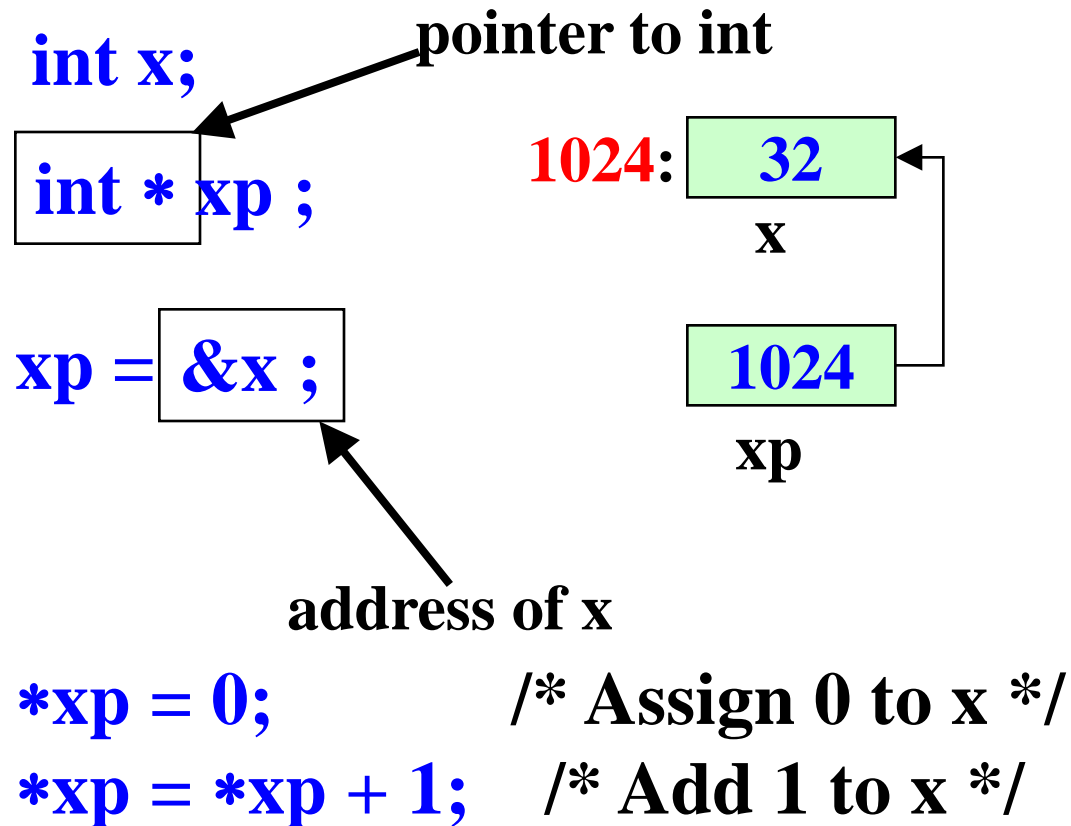 pointer to int
int x;
1024: 32
x
int * xp ;
xp = &x ;
1024
xp
address of x
*xp = 0; /* Assign 0 to x */
*xp = *xp + 1; /* Add 1 to x */